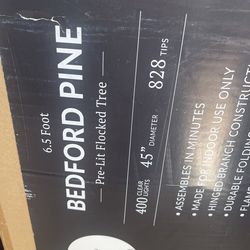 6.5 Foot
BEDFORD PINE
Pre-Lit Flocked Tree
400 CLEAR LIGHTS
45" DIAMETER
828 TIPS
• ASSEMBLES IN MINUTES
• MADE FOR INDOOR USE ONLY
• HINGED BRANCH
• DURABLE FOLDING